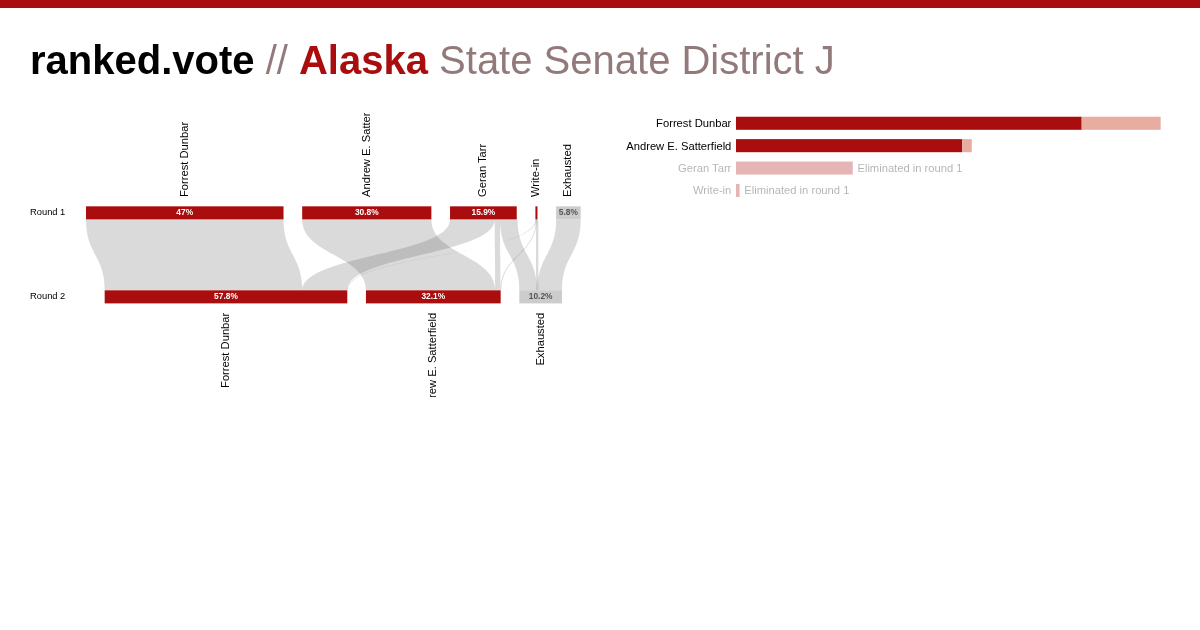 ranked.vote // Alaska State Senate District J
Forrest Dunbar
Andrew E. Satter
Geran Tarr
Write-in
Exhausted
Round 1
47%
30.8%
15.9%
5.8%
Round 2
57.8%
32.1%
10.2%
Forrest Dunbar
rew E. Satterfield
Exhausted
Forrest Dunbar
Andrew E. Satterfield
Geran Tarr Eliminated in round 1
Write-in Eliminated in round 1